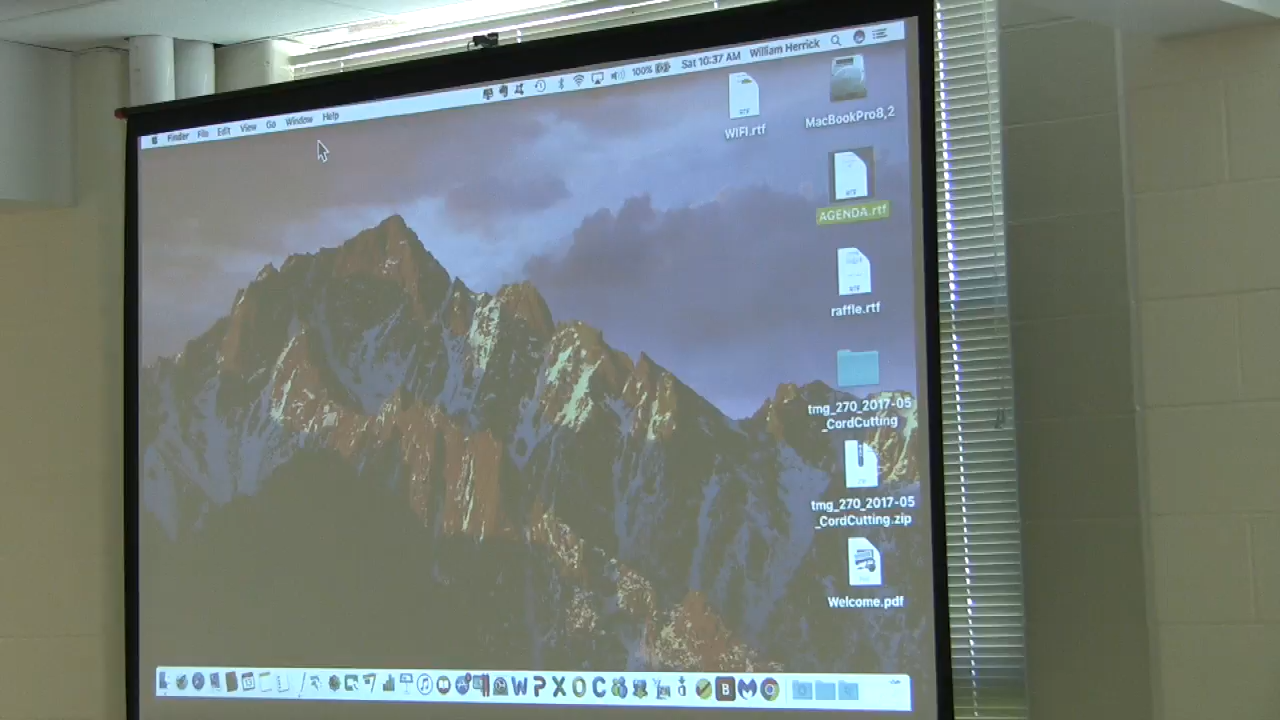 Finder File Edit View Go Window Help
100% Sat 10:37 AM William Herrick
WIFI.rtf
MacBookPro8,2
AGENDA.rtf
raffle.rtf
tmg_270_2017-05
_CordCutting
ZIP
tmg_270_2017-05
_CordCutting.zip
Welcome.pdf
W P X O C B